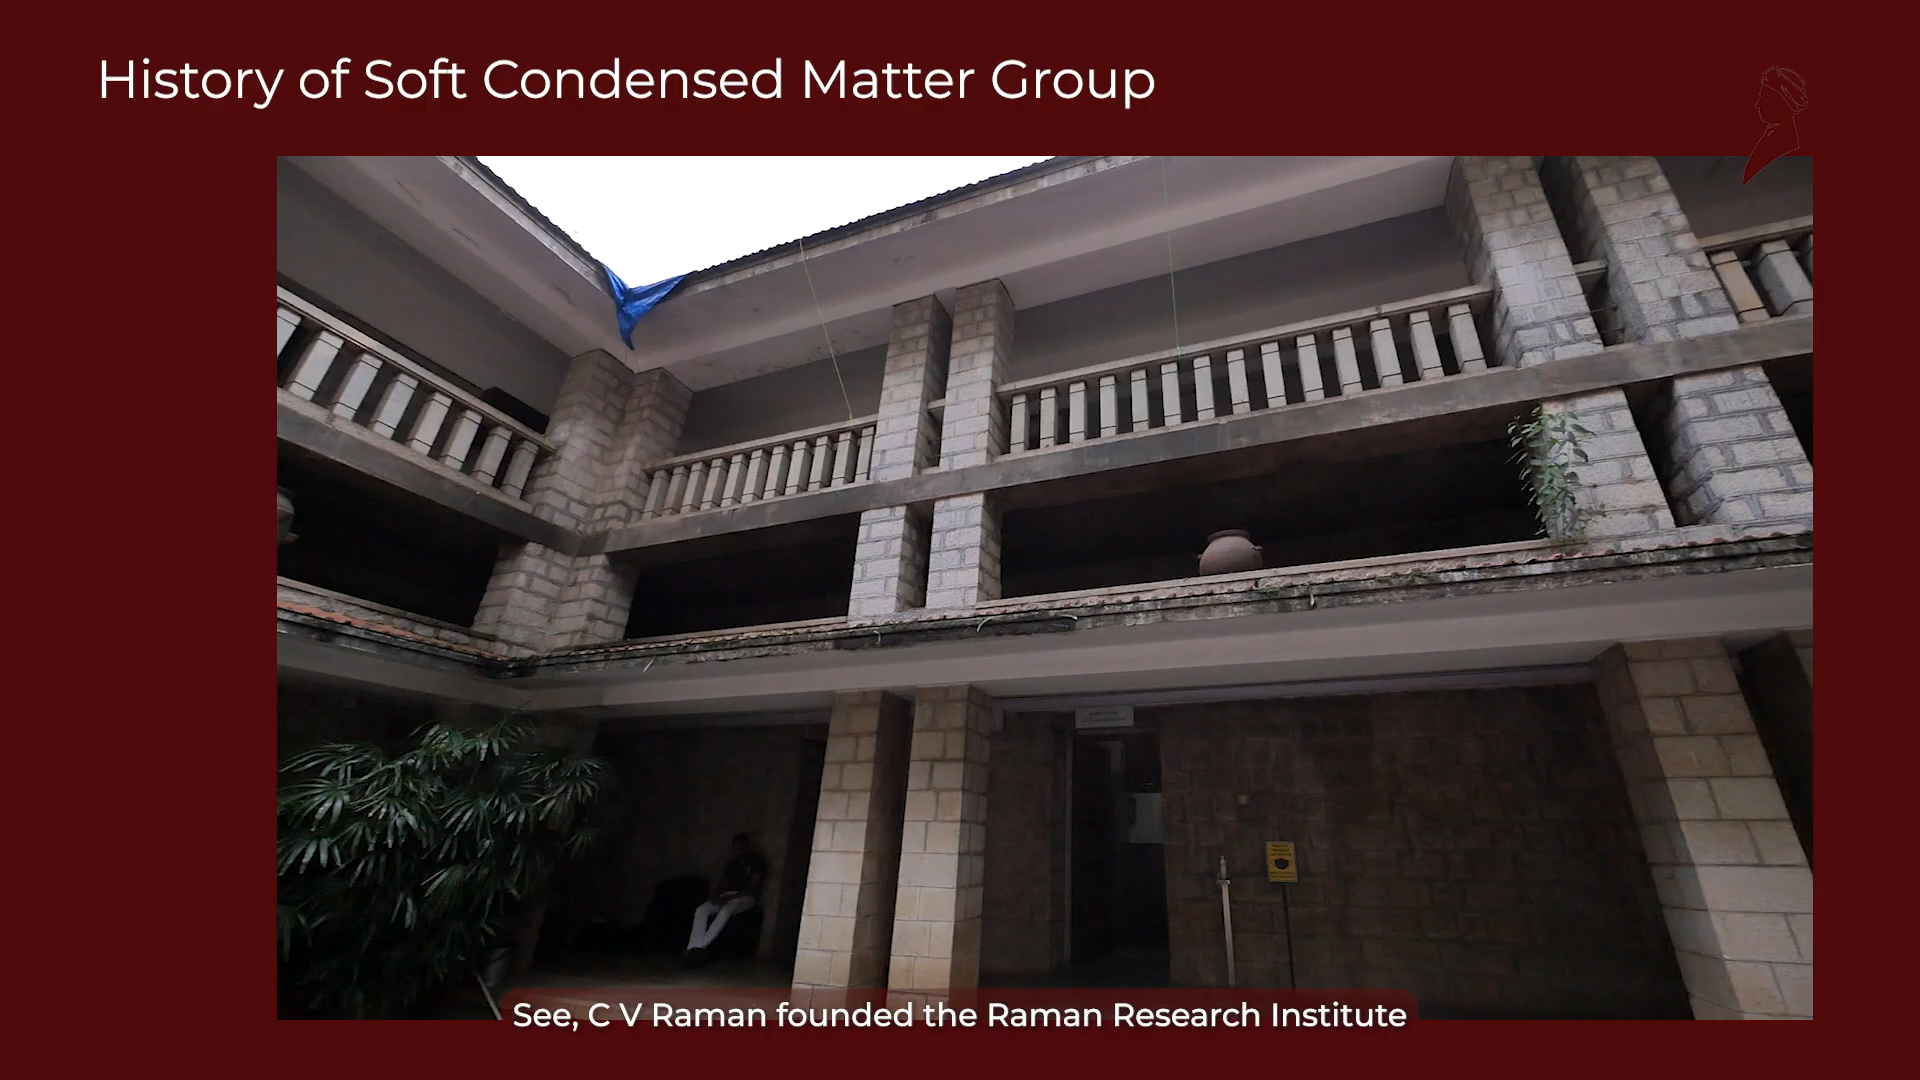 History of Soft Condensed Matter Group
See, C V Raman founded the Raman Research Institute